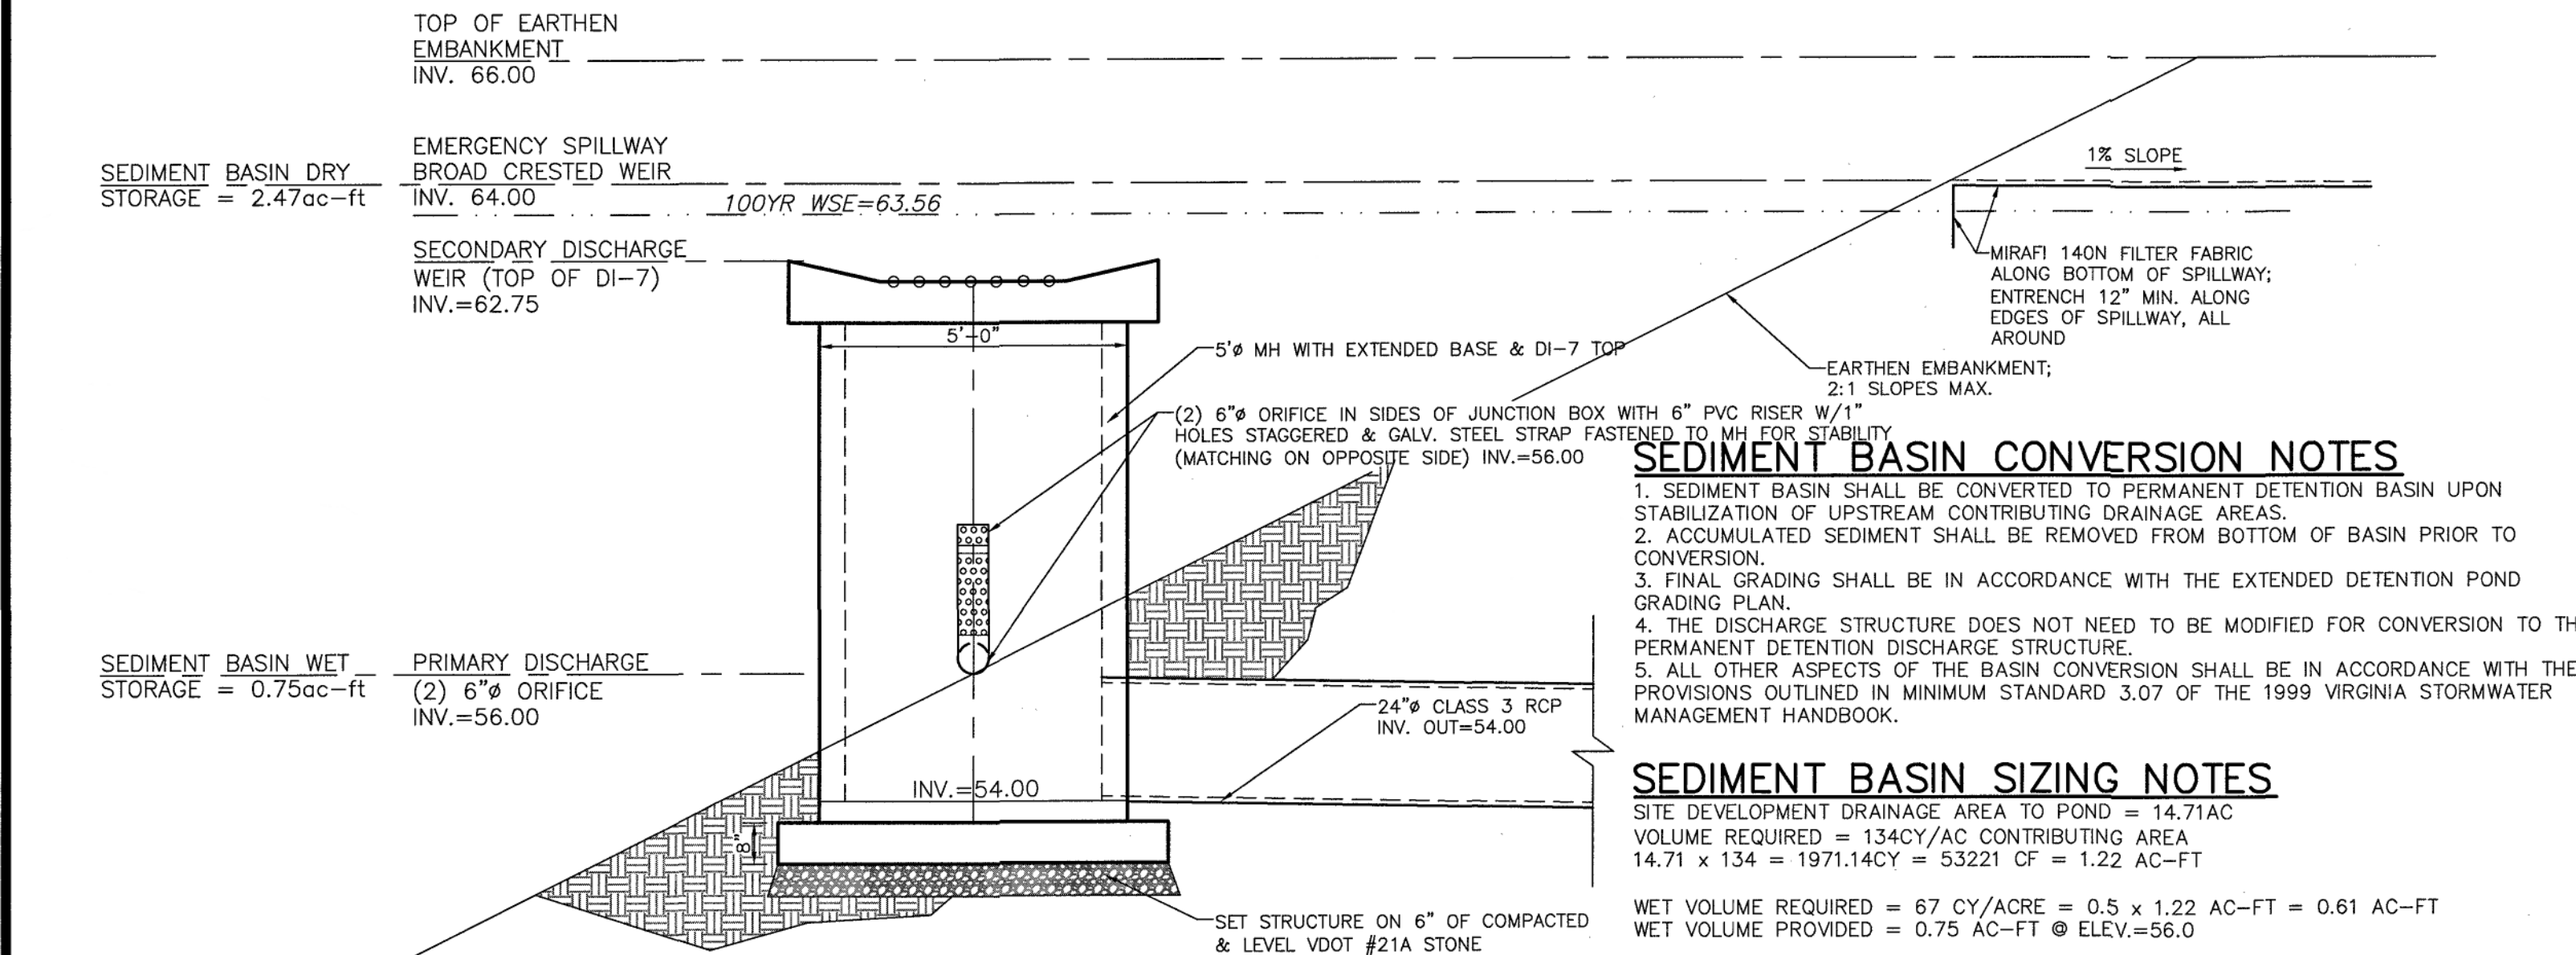 TOP OF EARTHEN
EMBANKMENT
INV. 66.00
EMERGENCY SPILLWAY
BROAD CRESTED WEIR
INV. 64.00
SEDIMENT BASIN DRY
STORAGE = 2.47ac-ft
100YR WSE=63.56
1% SLOPE
SECONDARY DISCHARGE
WEIR (TOP OF DI-7)
INV.=62.75
MIRAFI 140N FILTER FABRIC
ALONG BOTTOM OF SPILLWAY;
ENTRENCH 12" MIN. ALONG
EDGES OF SPILLWAY, ALL
AROUND
5'-0"
5'ø MH WITH EXTENDED BASE & DI-7 TOP
EARTHEN EMBANKMENT;
2:1 SLOPES MAX.
(2) 6"ø ORIFICE IN SIDES OF JUNCTION BOX WITH 6" PVC RISER W/1"
HOLES STAGGERED & GALV. STEEL STRAP FASTENED TO MH FOR STABILITY
(MATCHING ON OPPOSITE SIDE) INV.=56.00
SEDIMENT BASIN CONVERSION NOTES
1. SEDIMENT BASIN SHALL BE CONVERTED TO PERMANENT DETENTION BASIN UPON
STABILIZATION OF UPSTREAM CONTRIBUTING DRAINAGE AREAS.
2. ACCUMULATED SEDIMENT SHALL BE REMOVED FROM BOTTOM OF BASIN PRIOR TO
CONVERSION.
3. FINAL GRADING SHALL BE IN ACCORDANCE WITH THE EXTENDED DETENTION POND
GRADING PLAN.
4. THE DISCHARGE STRUCTURE DOES NOT NEED TO BE MODIFIED FOR CONVERSION TO TH
PERMANENT DETENTION DISCHARGE STRUCTURE.
5. ALL OTHER ASPECTS OF THE BASIN CONVERSION SHALL BE IN ACCORDANCE WITH THE
PROVISIONS OUTLINED IN MINIMUM STANDARD 3.07 OF THE 1999 VIRGINIA STORMWATER
MANAGEMENT HANDBOOK.
SEDIMENT BASIN WET
STORAGE = 0.75ac-ft
PRIMARY DISCHARGE
(2) 6"ø ORIFICE
INV.=56.00
24"ø CLASS 3 RCP
INV. OUT=54.00
INV.=54.00
8"
SET STRUCTURE ON 6" OF COMPACTED
& LEVEL VDOT #21A STONE
SEDIMENT BASIN SIZING NOTES
SITE DEVELOPMENT DRAINAGE AREA TO POND = 14.71AC
VOLUME REQUIRED = 134CY/AC CONTRIBUTING AREA
14.71 x 134 = 1971.14CY = 53221 CF = 1.22 AC-FT
WET VOLUME REQUIRED = 67 CY/ACRE = 0.5 x 1.22 AC-FT = 0.61 AC-FT
WET VOLUME PROVIDED = 0.75 AC-FT @ ELEV.=56.0